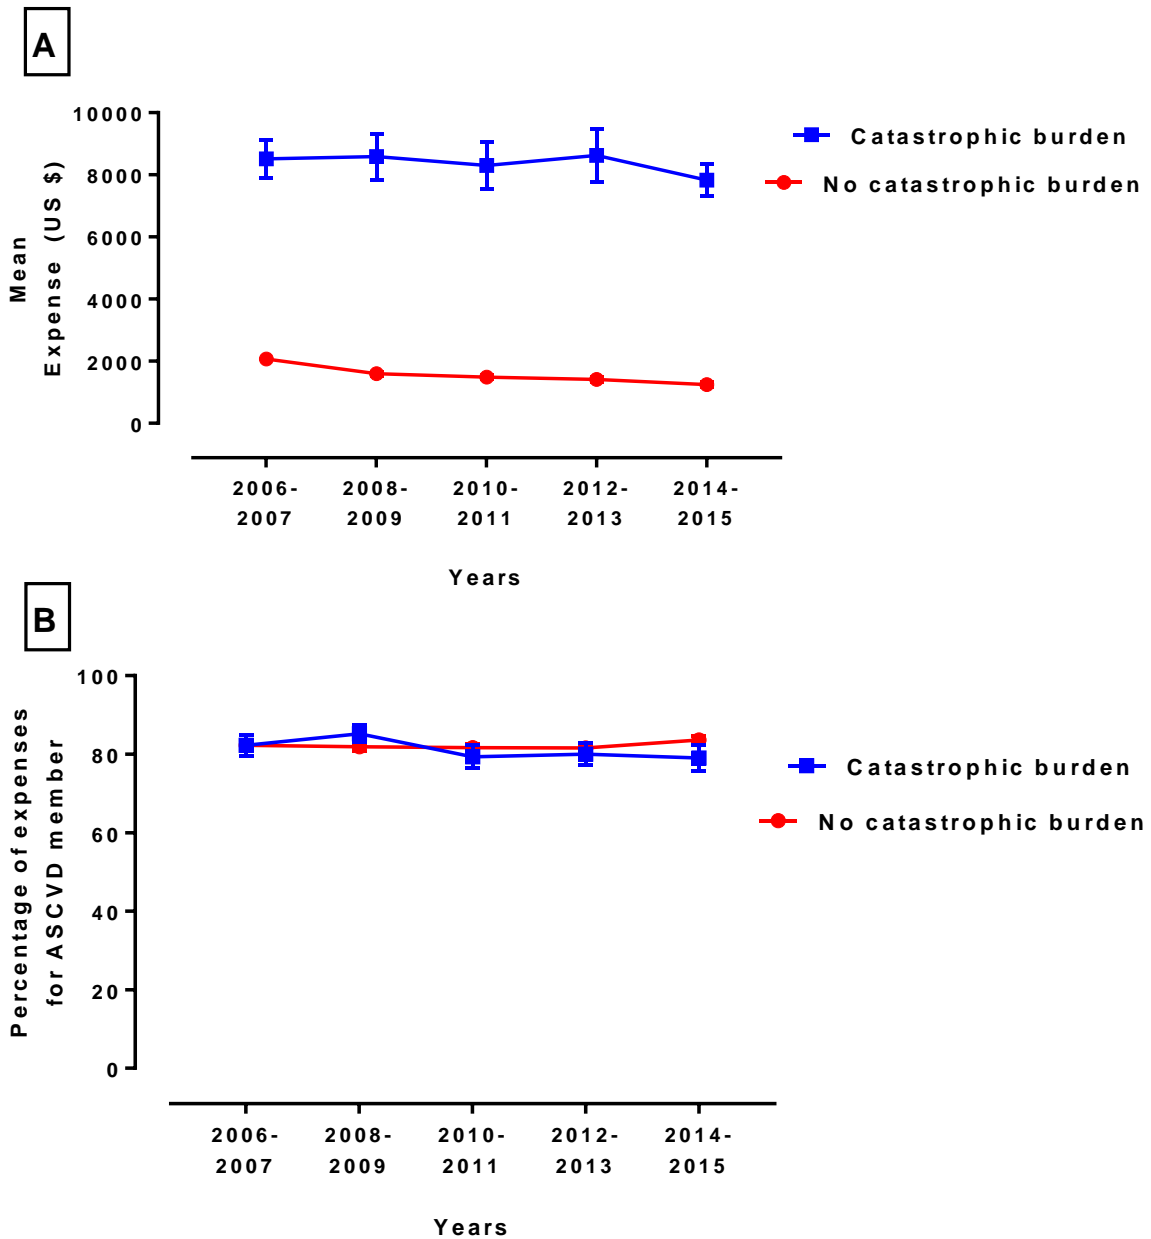 A
Mean
Expense (US $)
10000
8000
6000
4000
2000
0
Catastrophic burden
No catastrophic burden
2006-
2007
2008-
2009
2010-
2011
2012-
2013
2014-
2015
Years
B
Percentage of expenses
for ASCVD member
100
80
60
40
20
0
Catastrophic burden
No catastrophic burden
2006-
2007
2008-
2009
2010-
2011
2012-
2013
2014-
2015
Years